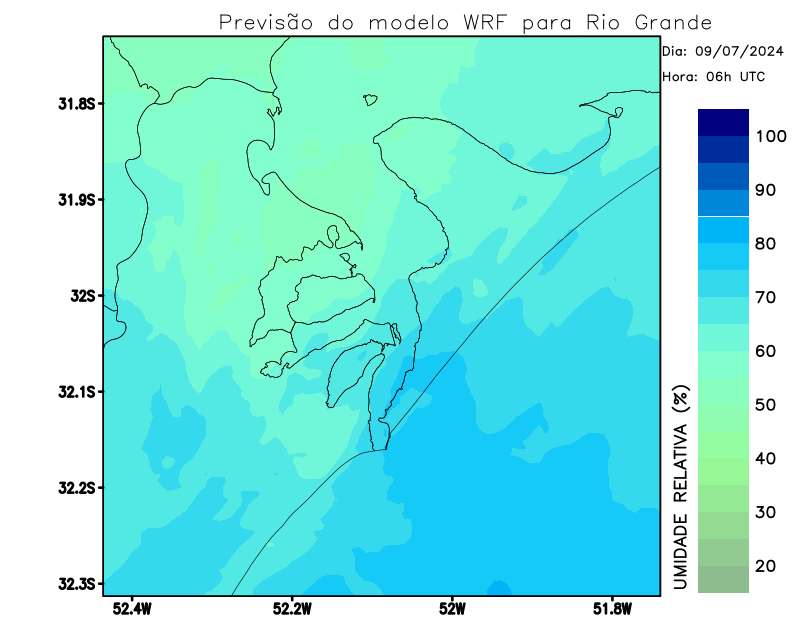 Previsão do modelo WRF para Rio Grande
Dia: 09/07/2024
Hora: 06h UTC
31.8S
31.9S
32S
32.1S
32.2S
32.3S
52.4W
52.2W
52W
51.8W
100
90
80
70
60
50
40
30
20
UMIDADE RELATIVA (%)